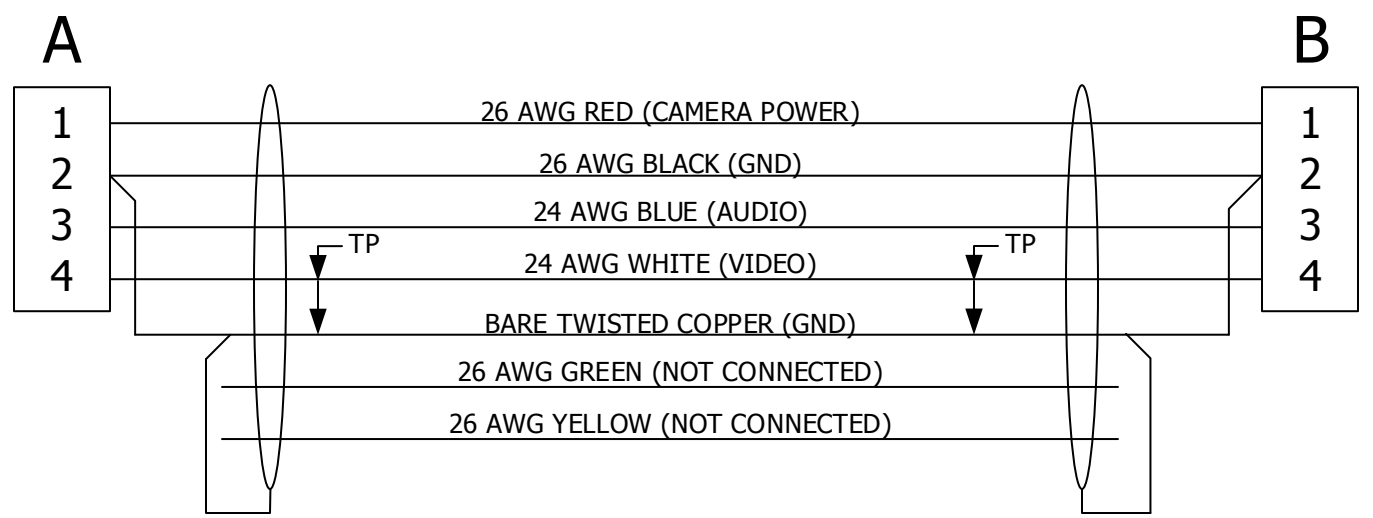 A
B
1
26 AWG RED (CAMERA POWER)
1
2
26 AWG BLACK (GND)
2
3
24 AWG BLUE (AUDIO)
3
TP
TP
4
24 AWG WHITE (VIDEO)
4
BARE TWISTED COPPER (GND)
26 AWG GREEN (NOT CONNECTED)
26 AWG YELLOW (NOT CONNECTED)